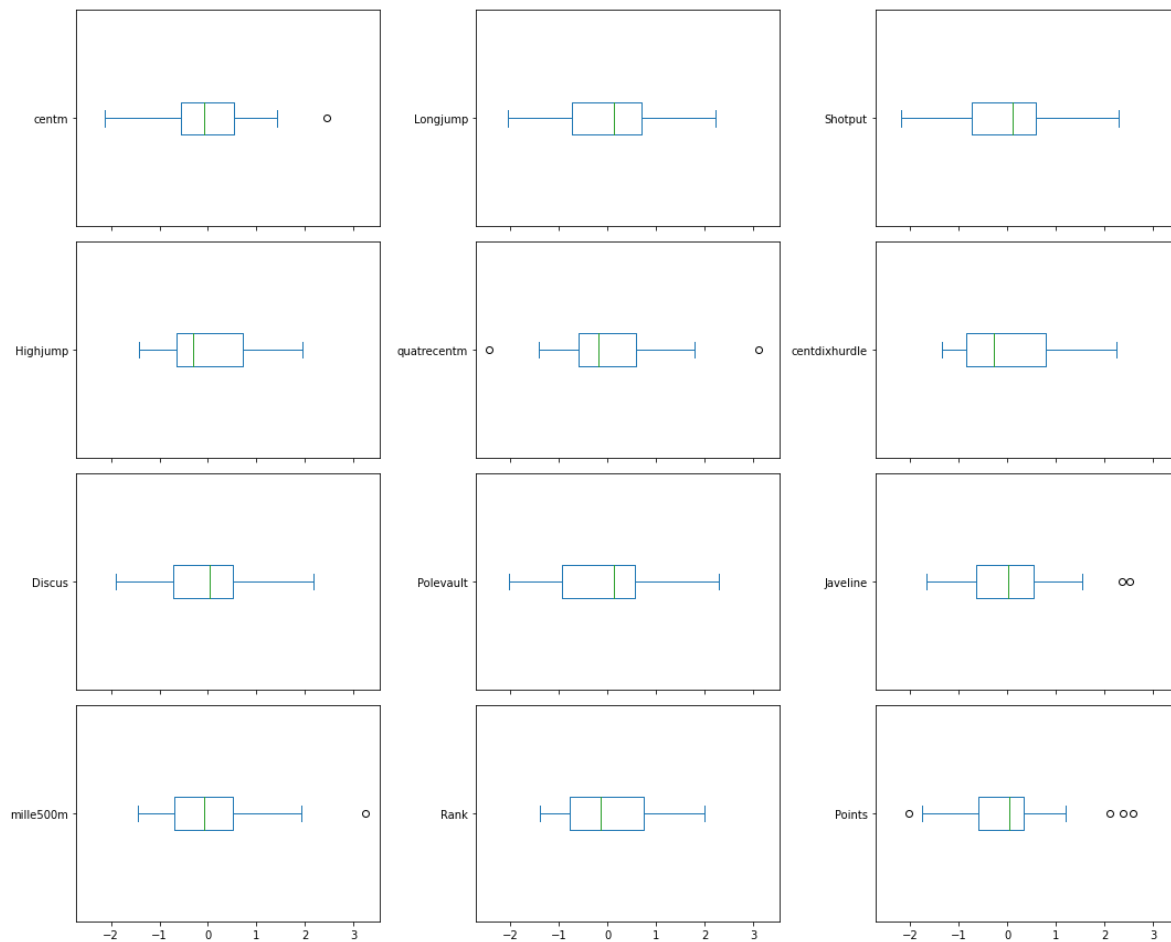 centm
Longjump
Shotput
Highjump
quatrecentm
centdixhurdle
Discus
Polevault
Javeline
mille500m
Rank
Points
−2 −1 0 1 2 3
−2 −1 0 1 2 3
−2 −1 0 1 2 3